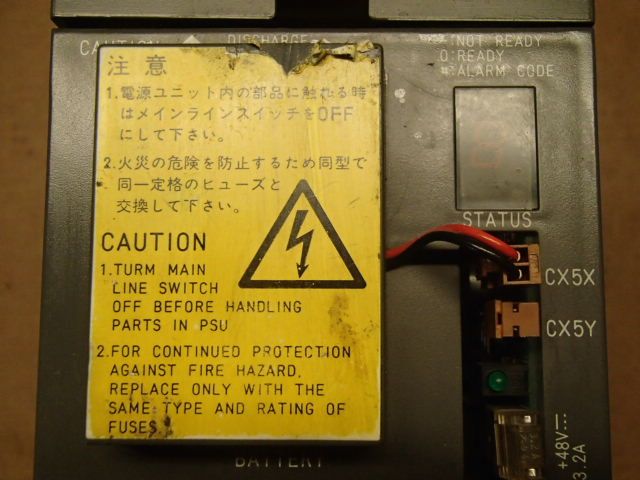 CAUTION DISCHARGE
:NOT READY
0:READY
#:ALARM CODE
注意
1.電源ユニット内の部品に触れる時
はメインラインスイッチをOFF
にして下さい。
2.火災の危険を防止するため同型で
同一定格のヒューズと
交換して下さい。
CAUTION
1.TURM MAIN
LINE SWITCH
OFF BEFORE HANDLING
PARTS IN PSU
2.FOR CONTINUED PROTECTION
AGAINST FIRE HAZARD,
REPLACE ONLY WITH THE
SAME TYPE AND RATING OF
FUSES.
STATUS
CX5X
CX5Y
+48V
3.2A
BATTERY